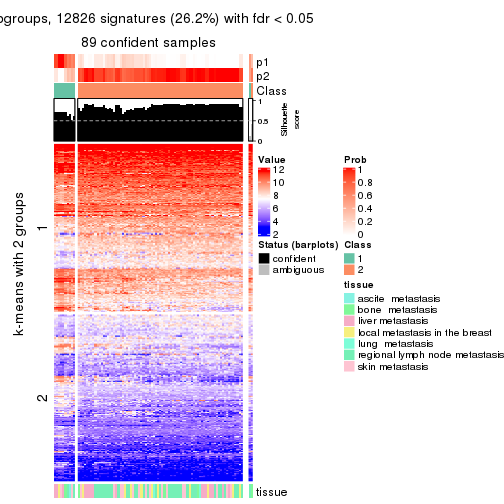 ogroups, 12826 signatures (26.2%) with fdr < 0.05
89 confident samples
p1
p2
Class
1
0.5
0
Silhouette
score
k-means with 2 groups
1
2
Value
12
10
8
6
4
2
Prob
1
0.8
0.6
0.4
0.2
0
Status (barplots)
confident
ambiguous
Class
1
2
tissue
ascite metastasis
bone metastasis
liver metastasis
local metastasis in the breast
lung metastasis
regional lymph node metastasis
skin metastasis
tissue